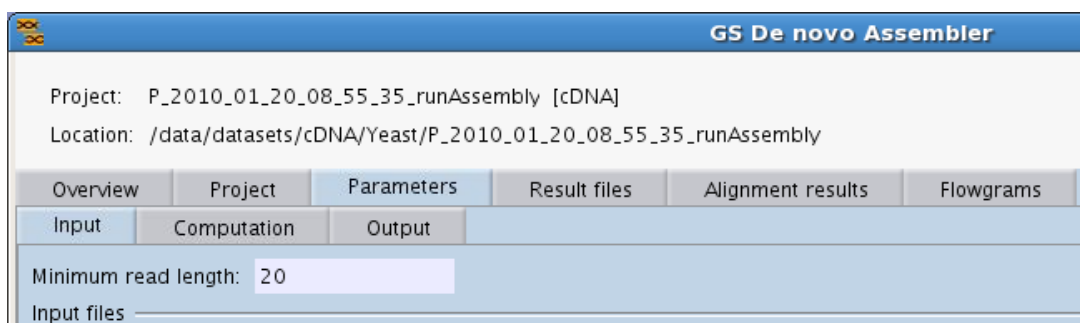 GS De novo Assembler
Project: P_2010_01_20_08_55_35_runAssembly [cDNA]
Location: /data/datasets/cDNA/Yeast/P_2010_01_20_08_55_35_runAssembly
Overview Project Parameters Result files Alignment results Flowgrams
Input Computation Output
Minimum read length: 20
Input files